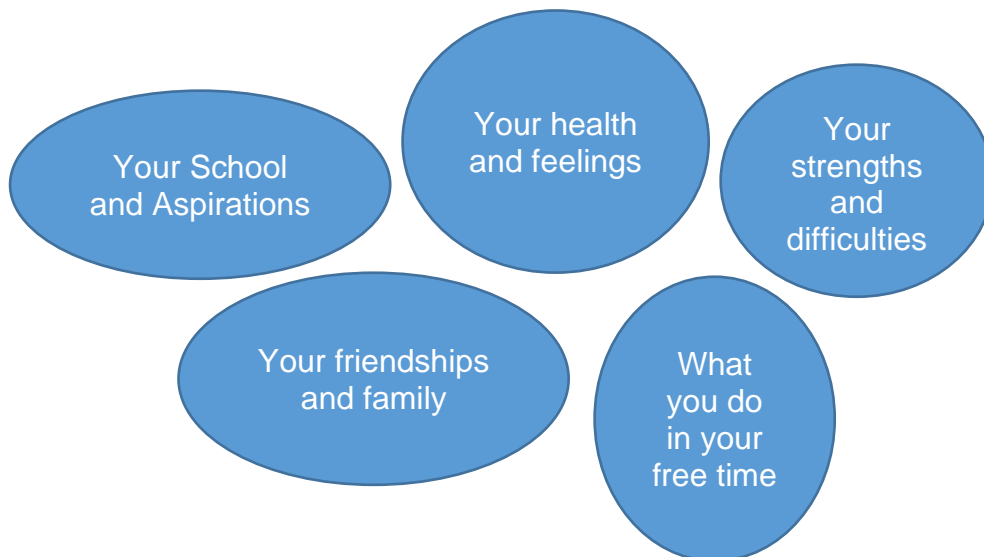 Your School
and Aspirations
Your health
and feelings
Your
strengths
and
difficulties
Your friendships
and family
What
you do
in your
free time